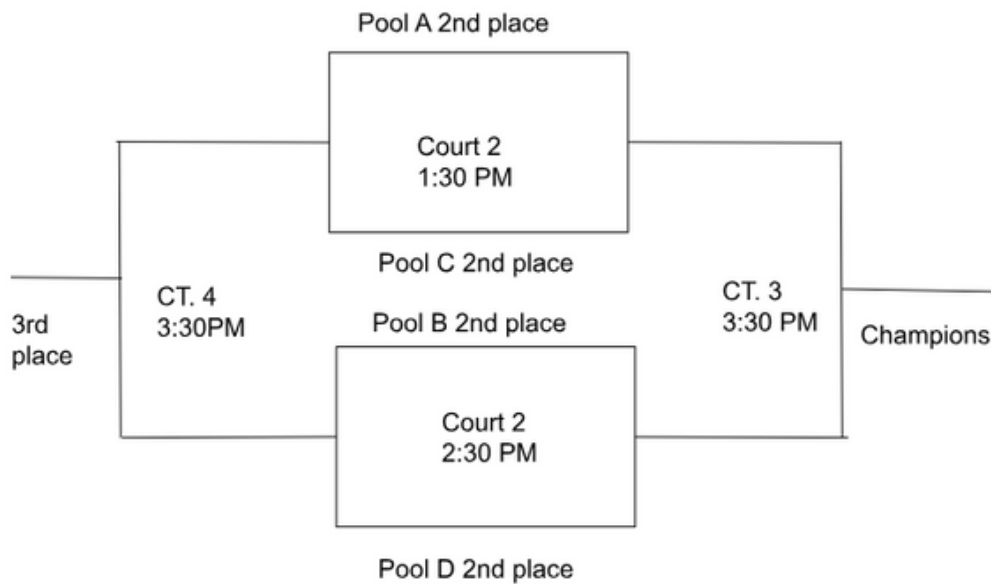 Pool A 2nd place
Court 2
1:30 PM
Pool C 2nd place
CT. 4
3:30PM
CT. 3
3:30 PM
3rd
place
Pool B 2nd place
Champions
Court 2
2:30 PM
Pool D 2nd place